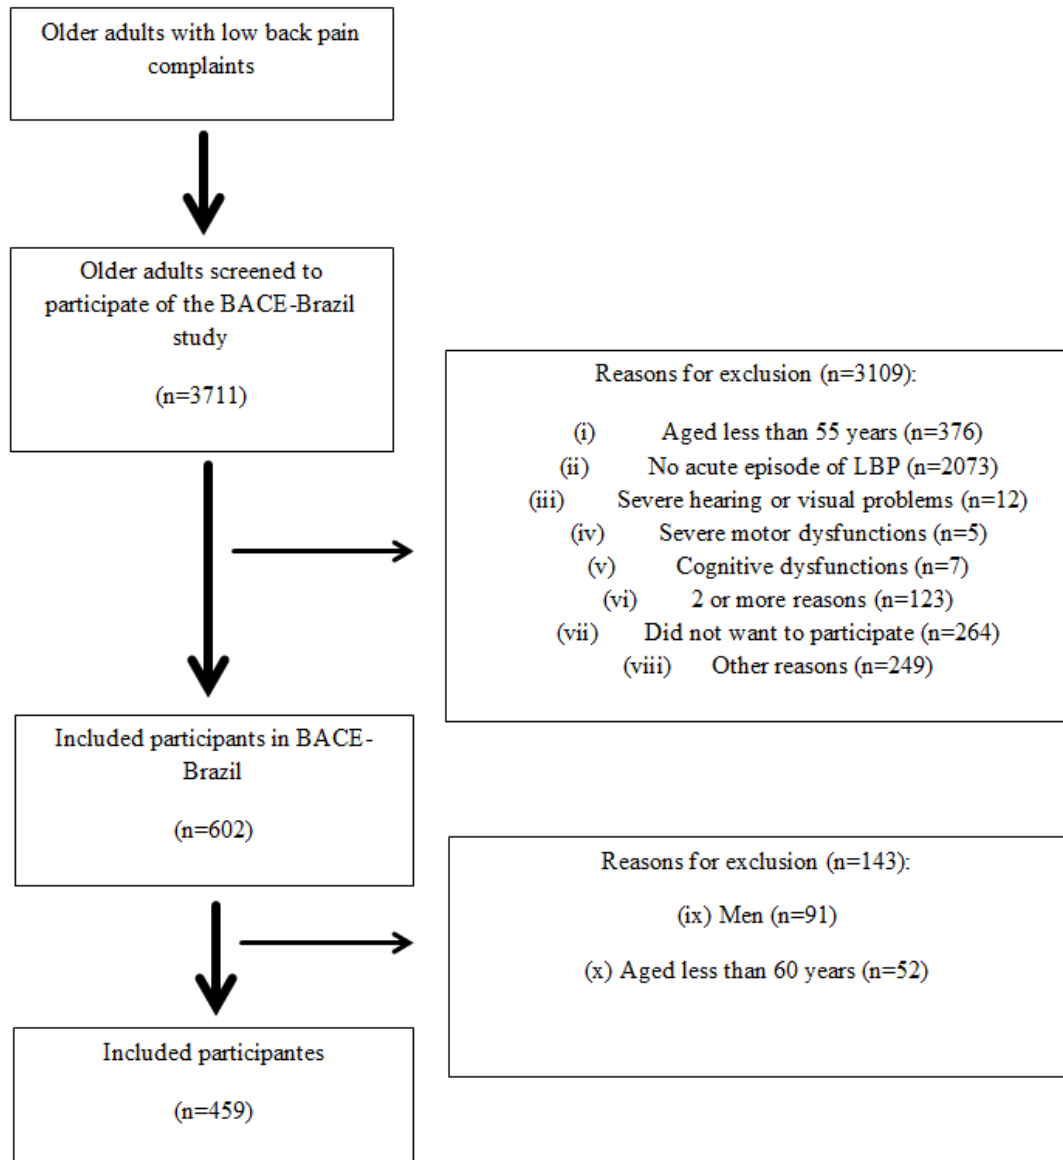 Older adults with low back pain
complaints
Older adults screened to
participate of the BACE-Brazil
study
(n=3711)
Reasons for exclusion (n=3109):
(i) Aged less than 55 years (n=376)
(ii) No acute episode of LBP (n=2073)
(iii) Severe hearing or visual problems (n=12)
(iv) Severe motor dysfunctions (n=5)
(v) Cognitive dysfunctions (n=7)
(vi) 2 or more reasons (n=123)
(vii) Did not want to participate (n=264)
(viii) Other reasons (n=249)
Included participants in BACE-
Brazil
(n=602)
Reasons for exclusion (n=143):
(ix) Men (n=91)
(x) Aged less than 60 years (n=52)
Included participantes
(n=459)